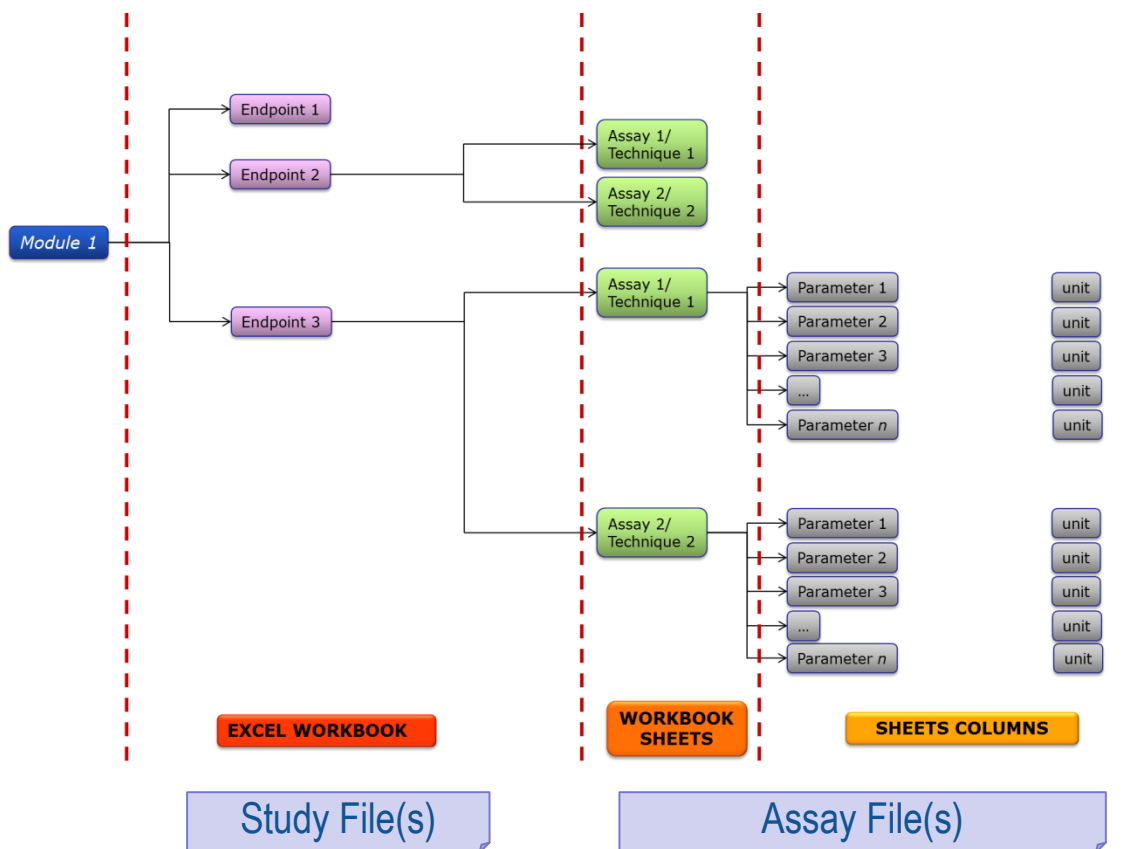 Endpoint 1
Assay 1/
Technique 1
Endpoint 2
Assay 2/
Technique 2
Module 1
Assay 1/
Technique 1
Parameter 1 unit
Parameter 2 unit
Endpoint 3
Parameter 3 unit
... unit
Parameter n unit
Assay 2/
Technique 2
Parameter 1 unit
Parameter 2 unit
Parameter 3 unit
... unit
Parameter n unit
EXCEL WORKBOOK
WORKBOOK
SHEETS
SHEETS COLUMNS
Study File(s)
Assay File(s)